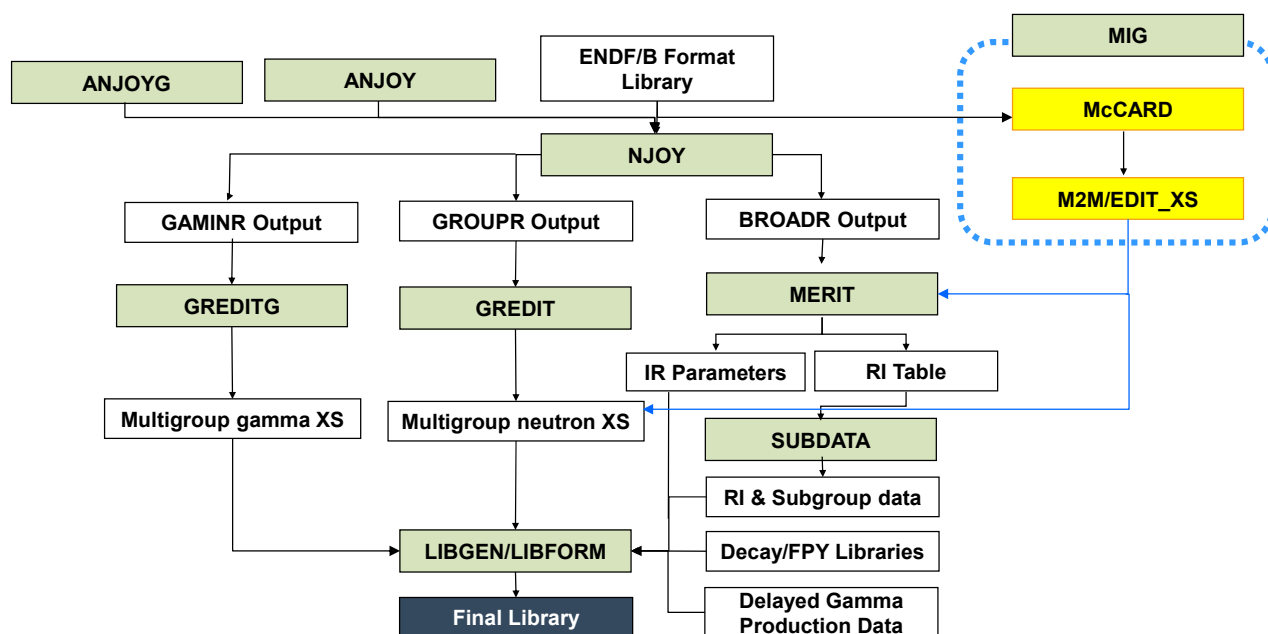 MIG
ENDF/B Format
Library
ANJOYG
ANJOY
McCARD
NJOY
M2M/EDIT_XS
GAMINR Output
GROUPR Output
BROADR Output
GREDITG
GREDIT
MERIT
IR Parameters
RI Table
Multigroup gamma XS
Multigroup neutron XS
SUBDATA
RI & Subgroup data
LIBGEN/LIBFORM
Decay/FPY Libraries
Final Library
Delayed Gamma
Production Data